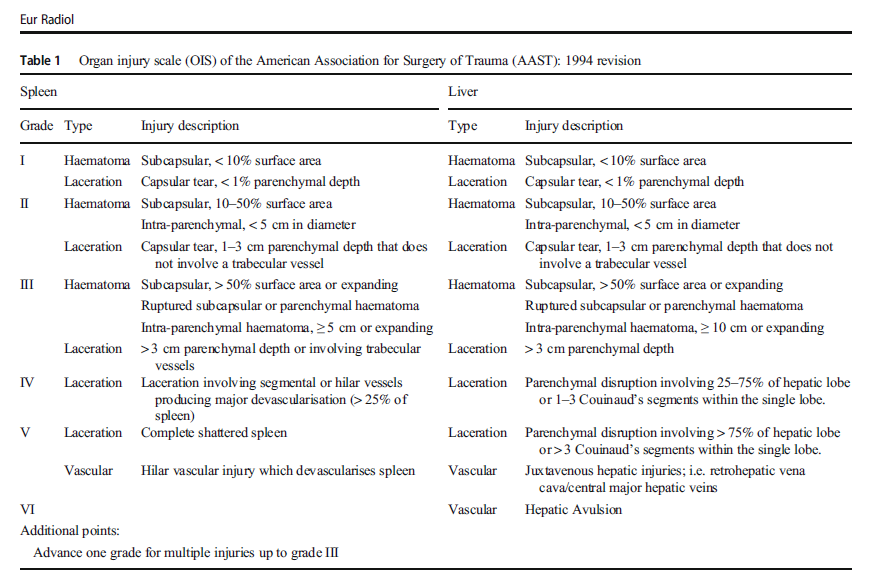 Eur Radiol
Table 1 Organ injury scale (OIS) of the American Association for Surgery of Trauma (AAST): 1994 revision
Spleen Liver
Grade Type Injury description Type Injury description
I Haematoma Subcapsular, < 10% surface area Haematoma Subcapsular, < 10% surface area
Laceration Capsular tear, < 1% parenchymal depth Laceration Capsular tear, < 1% parenchymal depth
II Haematoma Subcapsular, 10–50% surface area Haematoma Subcapsular, 10–50% surface area
Intra-parenchymal, < 5 cm in diameter Intra-parenchymal, < 5 cm in diameter
Laceration Capsular tear, 1–3 cm parenchymal depth that does Laceration Capsular tear, 1–3 cm parenchymal depth that does not
not involve a trabecular vessel involve a trabecular vessel
III Haematoma Subcapsular, > 50% surface area or expanding Haematoma Subcapsular, > 50% surface area or expanding
Ruptured subcapsular or parenchymal haematoma Ruptured subcapsular or parenchymal haematoma
Intra-parenchymal haematoma, ≥ 5 cm or expanding Intra-parenchymal haematoma, ≥ 10 cm or expanding
Laceration > 3 cm parenchymal depth or involving trabecular Laceration > 3 cm parenchymal depth
vessels
IV Laceration Laceration involving segmental or hilar vessels Laceration Parenchymal disruption involving 25–75% of hepatic lobe
producing major devascularisation (> 25% of or 1–3 Couinaud's segments within the single lobe.
spleen)
V Laceration Complete shattered spleen Laceration Parenchymal disruption involving > 75% of hepatic lobe
or > 3 Couinaud's segments within the single lobe.
Vascular Hilar vascular injury which devascularises spleen Vascular Juxtavenous hepatic injuries; i.e. retrohepatic vena
cava/central major hepatic veins
VI Vascular Hepatic Avulsion
Additional points:
Advance one grade for multiple injuries up to grade III